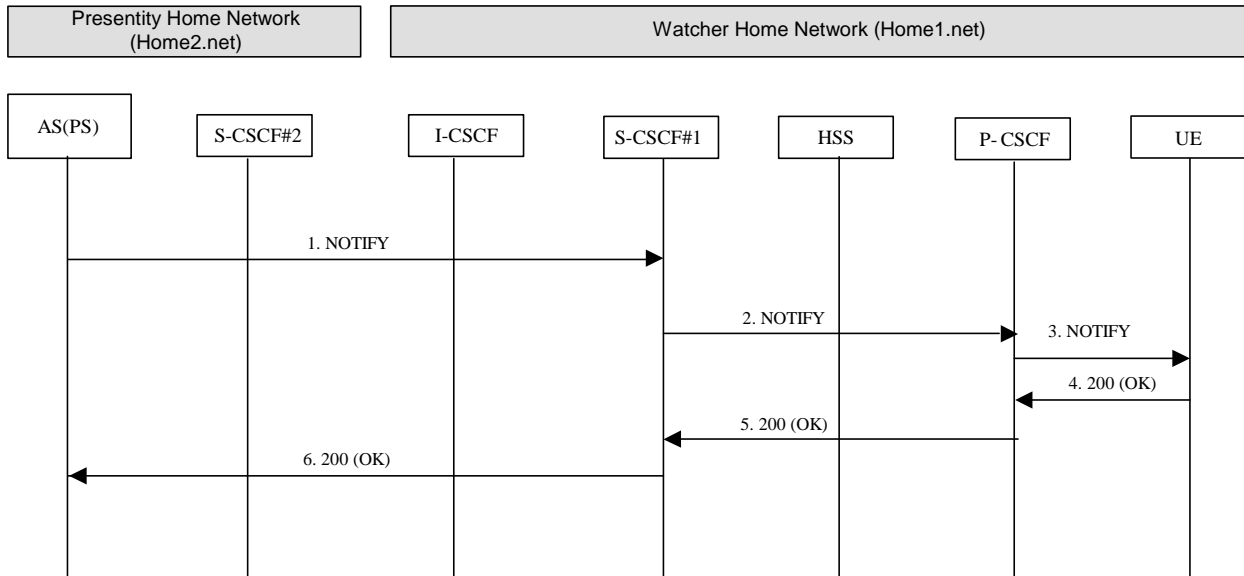 Presentity Home Network
(Home2.net)
Watcher Home Network (Home1.net)
AS(PS)
S-CSCF#2
I-CSCF
S-CSCF#1
HSS
P- CSCF
UE
1. NOTIFY
2. NOTIFY
3. NOTIFY
4. 200 (OK)
5. 200 (OK)
6. 200 (OK)